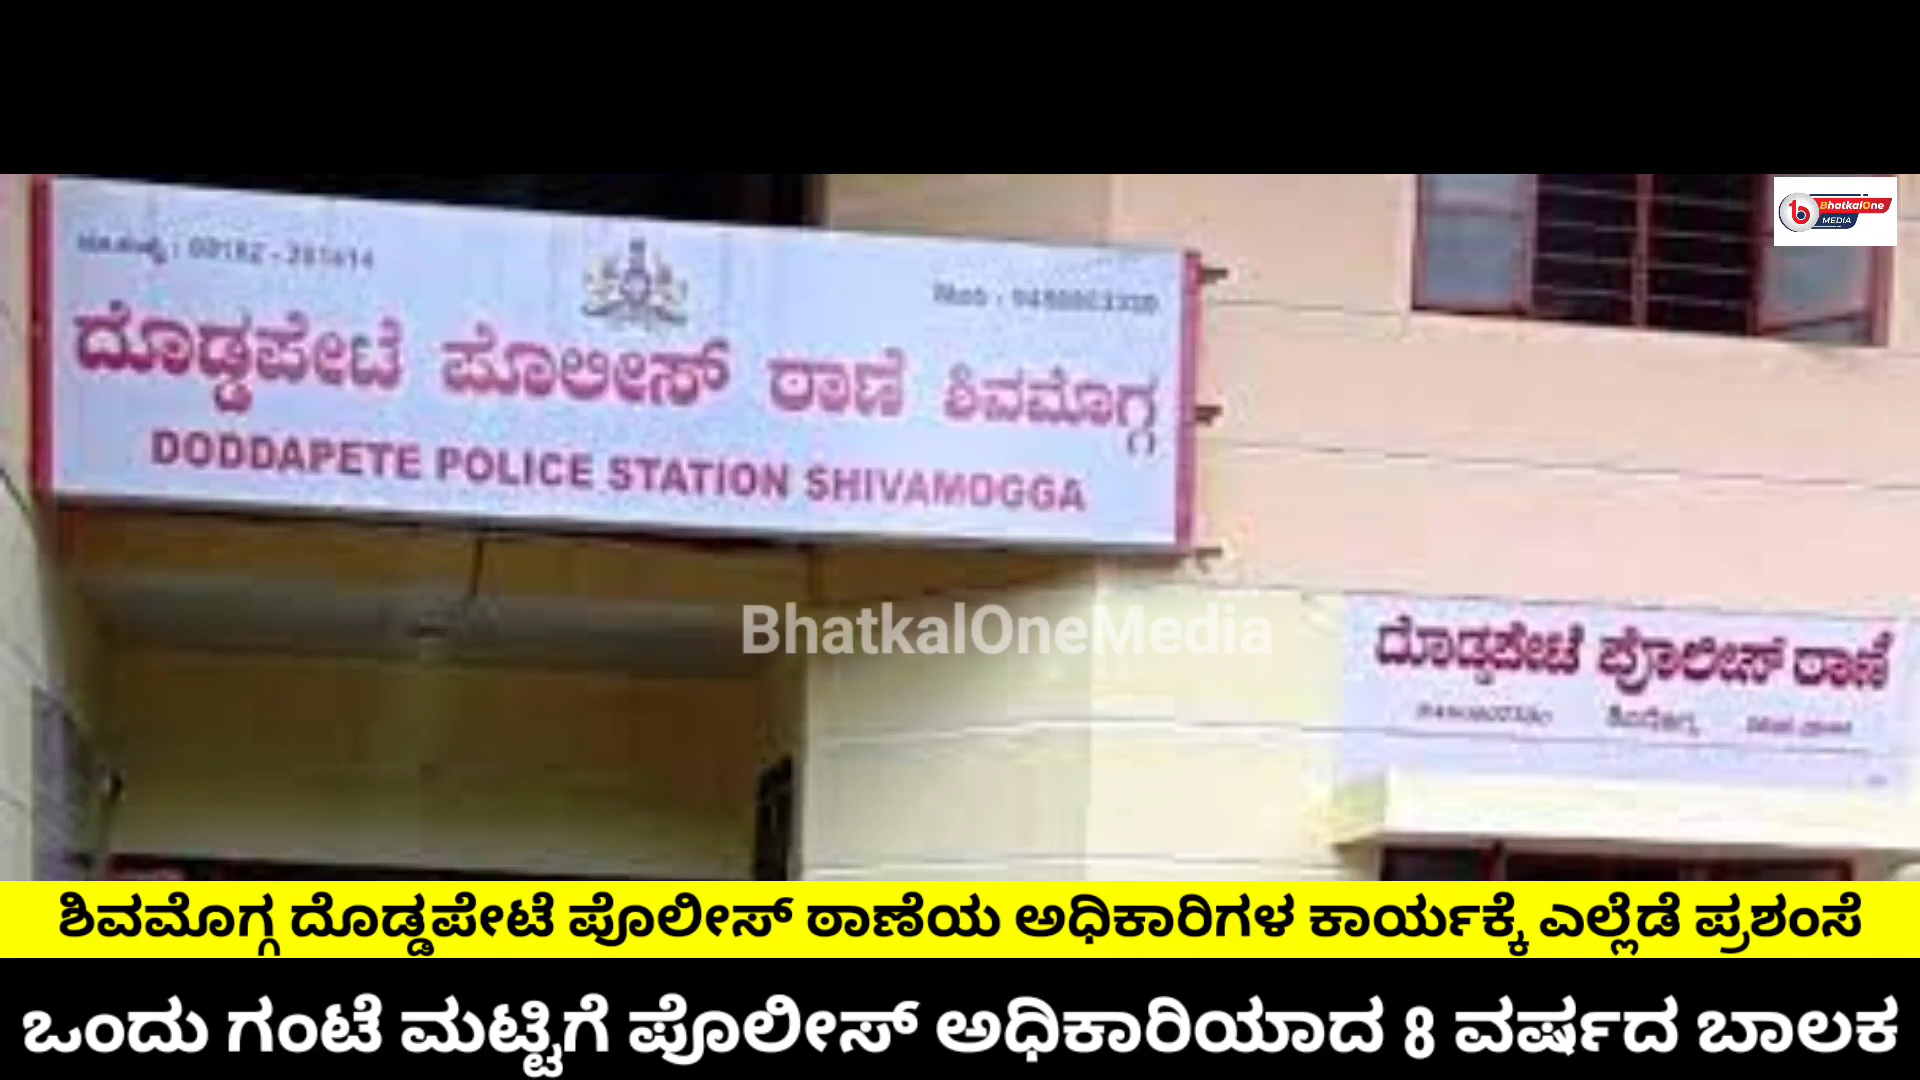 BhatkalOne
MEDIA
ದೊಡ್ಡಪೇಟೆ ಪೊಲೀಸ್ ಠಾಣೆ ಶಿವಮೊಗ್ಗ
DODDAPETE POLICE STATION SHIVAMOGGA
BhatkalOneMedia
ದೊಡ್ಡಪೇಟೆ ಪೊಲೀಸ್ ಠಾಣೆ
ಶಿವಮೊಗ್ಗ ದೊಡ್ಡಪೇಟೆ ಪೊಲೀಸ್ ಠಾಣೆಯ ಅಧಿಕಾರಿಗಳ ಕಾರ್ಯಕ್ಕೆ ಎಲ್ಲೆಡೆ ಪ್ರಶಂಸೆ
ಒಂದು ಗಂಟೆ ಮಟ್ಟಿಗೆ ಪೊಲೀಸ್ ಅಧಿಕಾರಿಯಾದ 8 ವರ್ಷದ ಬಾಲಕ